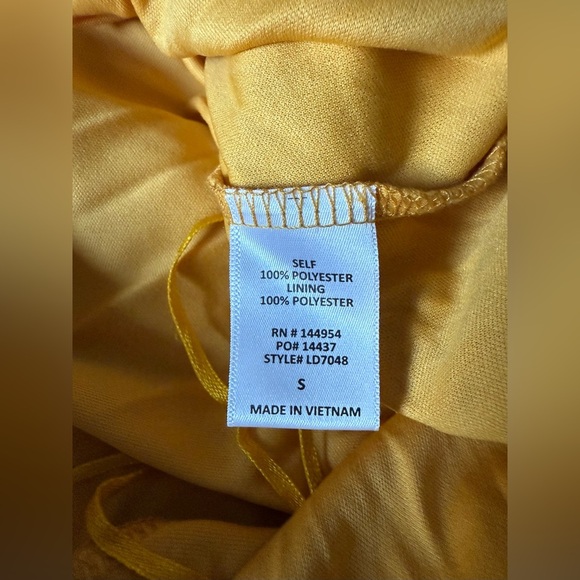 SELF
100% POLYESTER
LINING
100% POLYESTER
RN # 144954
PO# 14437
STYLE# LD7048
S
MADE IN VIETNAM